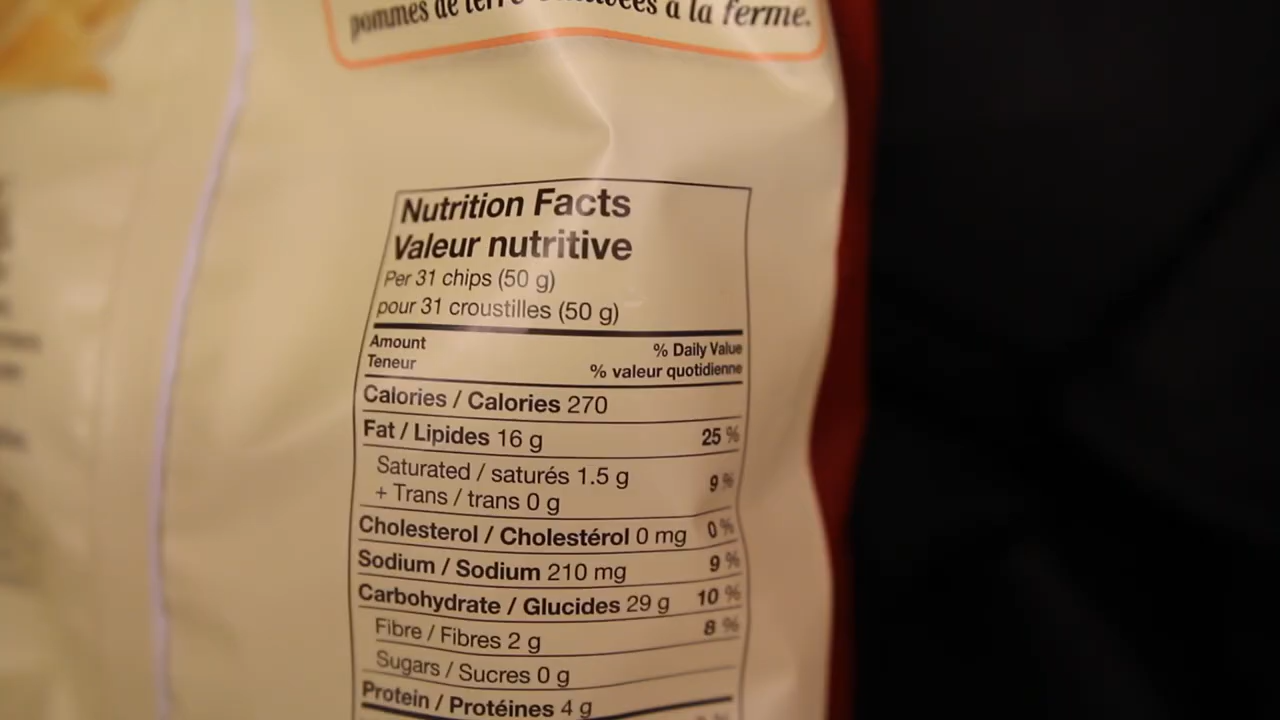 pommes de terre cultivées à la ferme.
Nutrition Facts
Valeur nutritive
Per 31 chips (50 g)
pour 31 croustilles (50 g)
Amount % Daily Value
Teneur % valeur quotidienne
Calories / Calories 270
Fat / Lipides 16 g 25 %
Saturated / saturés 1.5 g 9 %
+ Trans / trans 0 g
Cholesterol / Cholestérol 0 mg 0 %
Sodium / Sodium 210 mg 9 %
Carbohydrate / Glucides 29 g 10 %
Fibre / Fibres 2 g 8 %
Sugars / Sucres 0 g
Protein / Protéines 4 g